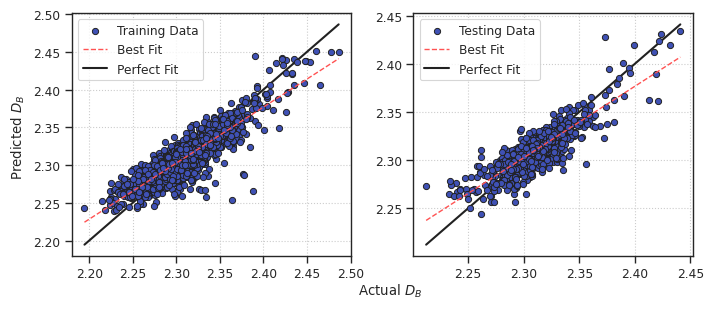 Training Data
Best Fit
Perfect Fit
Testing Data
Best Fit
Perfect Fit
Predicted D_B
2.50
2.45
2.40
2.35
2.30
2.25
2.20
2.45
2.40
2.35
2.30
2.25
2.20 2.25 2.30 2.35 2.40 2.45 2.50
2.25 2.30 2.35 2.40 2.45
Actual D_B